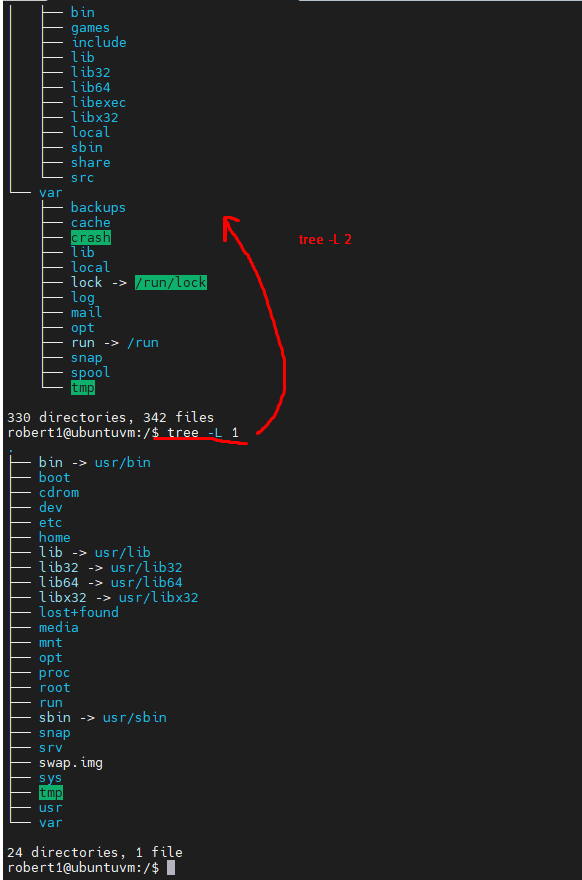 │   ├── bin
│   ├── games
│   ├── include
│   ├── lib
│   ├── lib32
│   ├── lib64
│   ├── libexec
│   ├── libx32
│   ├── local
│   ├── sbin
│   ├── share
│   └── src
└── var
    ├── backups
    ├── cache
    ├── crash
tree -L 2
    ├── lib
    ├── local
    ├── lock -> /run/lock
    ├── log
    ├── mail
    ├── opt
    ├── run -> /run
    ├── snap
    ├── spool
    └── tmp
330 directories, 342 files
robert1@ubuntuvm:/$ tree -L 1
.
├── bin -> usr/bin
├── boot
├── cdrom
├── dev
├── etc
├── home
├── lib -> usr/lib
├── lib32 -> usr/lib32
├── lib64 -> usr/lib64
├── libx32 -> usr/libx32
├── lost+found
├── media
├── mnt
├── opt
├── proc
├── root
├── run
├── sbin -> usr/sbin
├── snap
├── srv
├── swap.img
├── sys
├── tmp
├── usr
└── var
24 directories, 1 file
robert1@ubuntuvm:/$